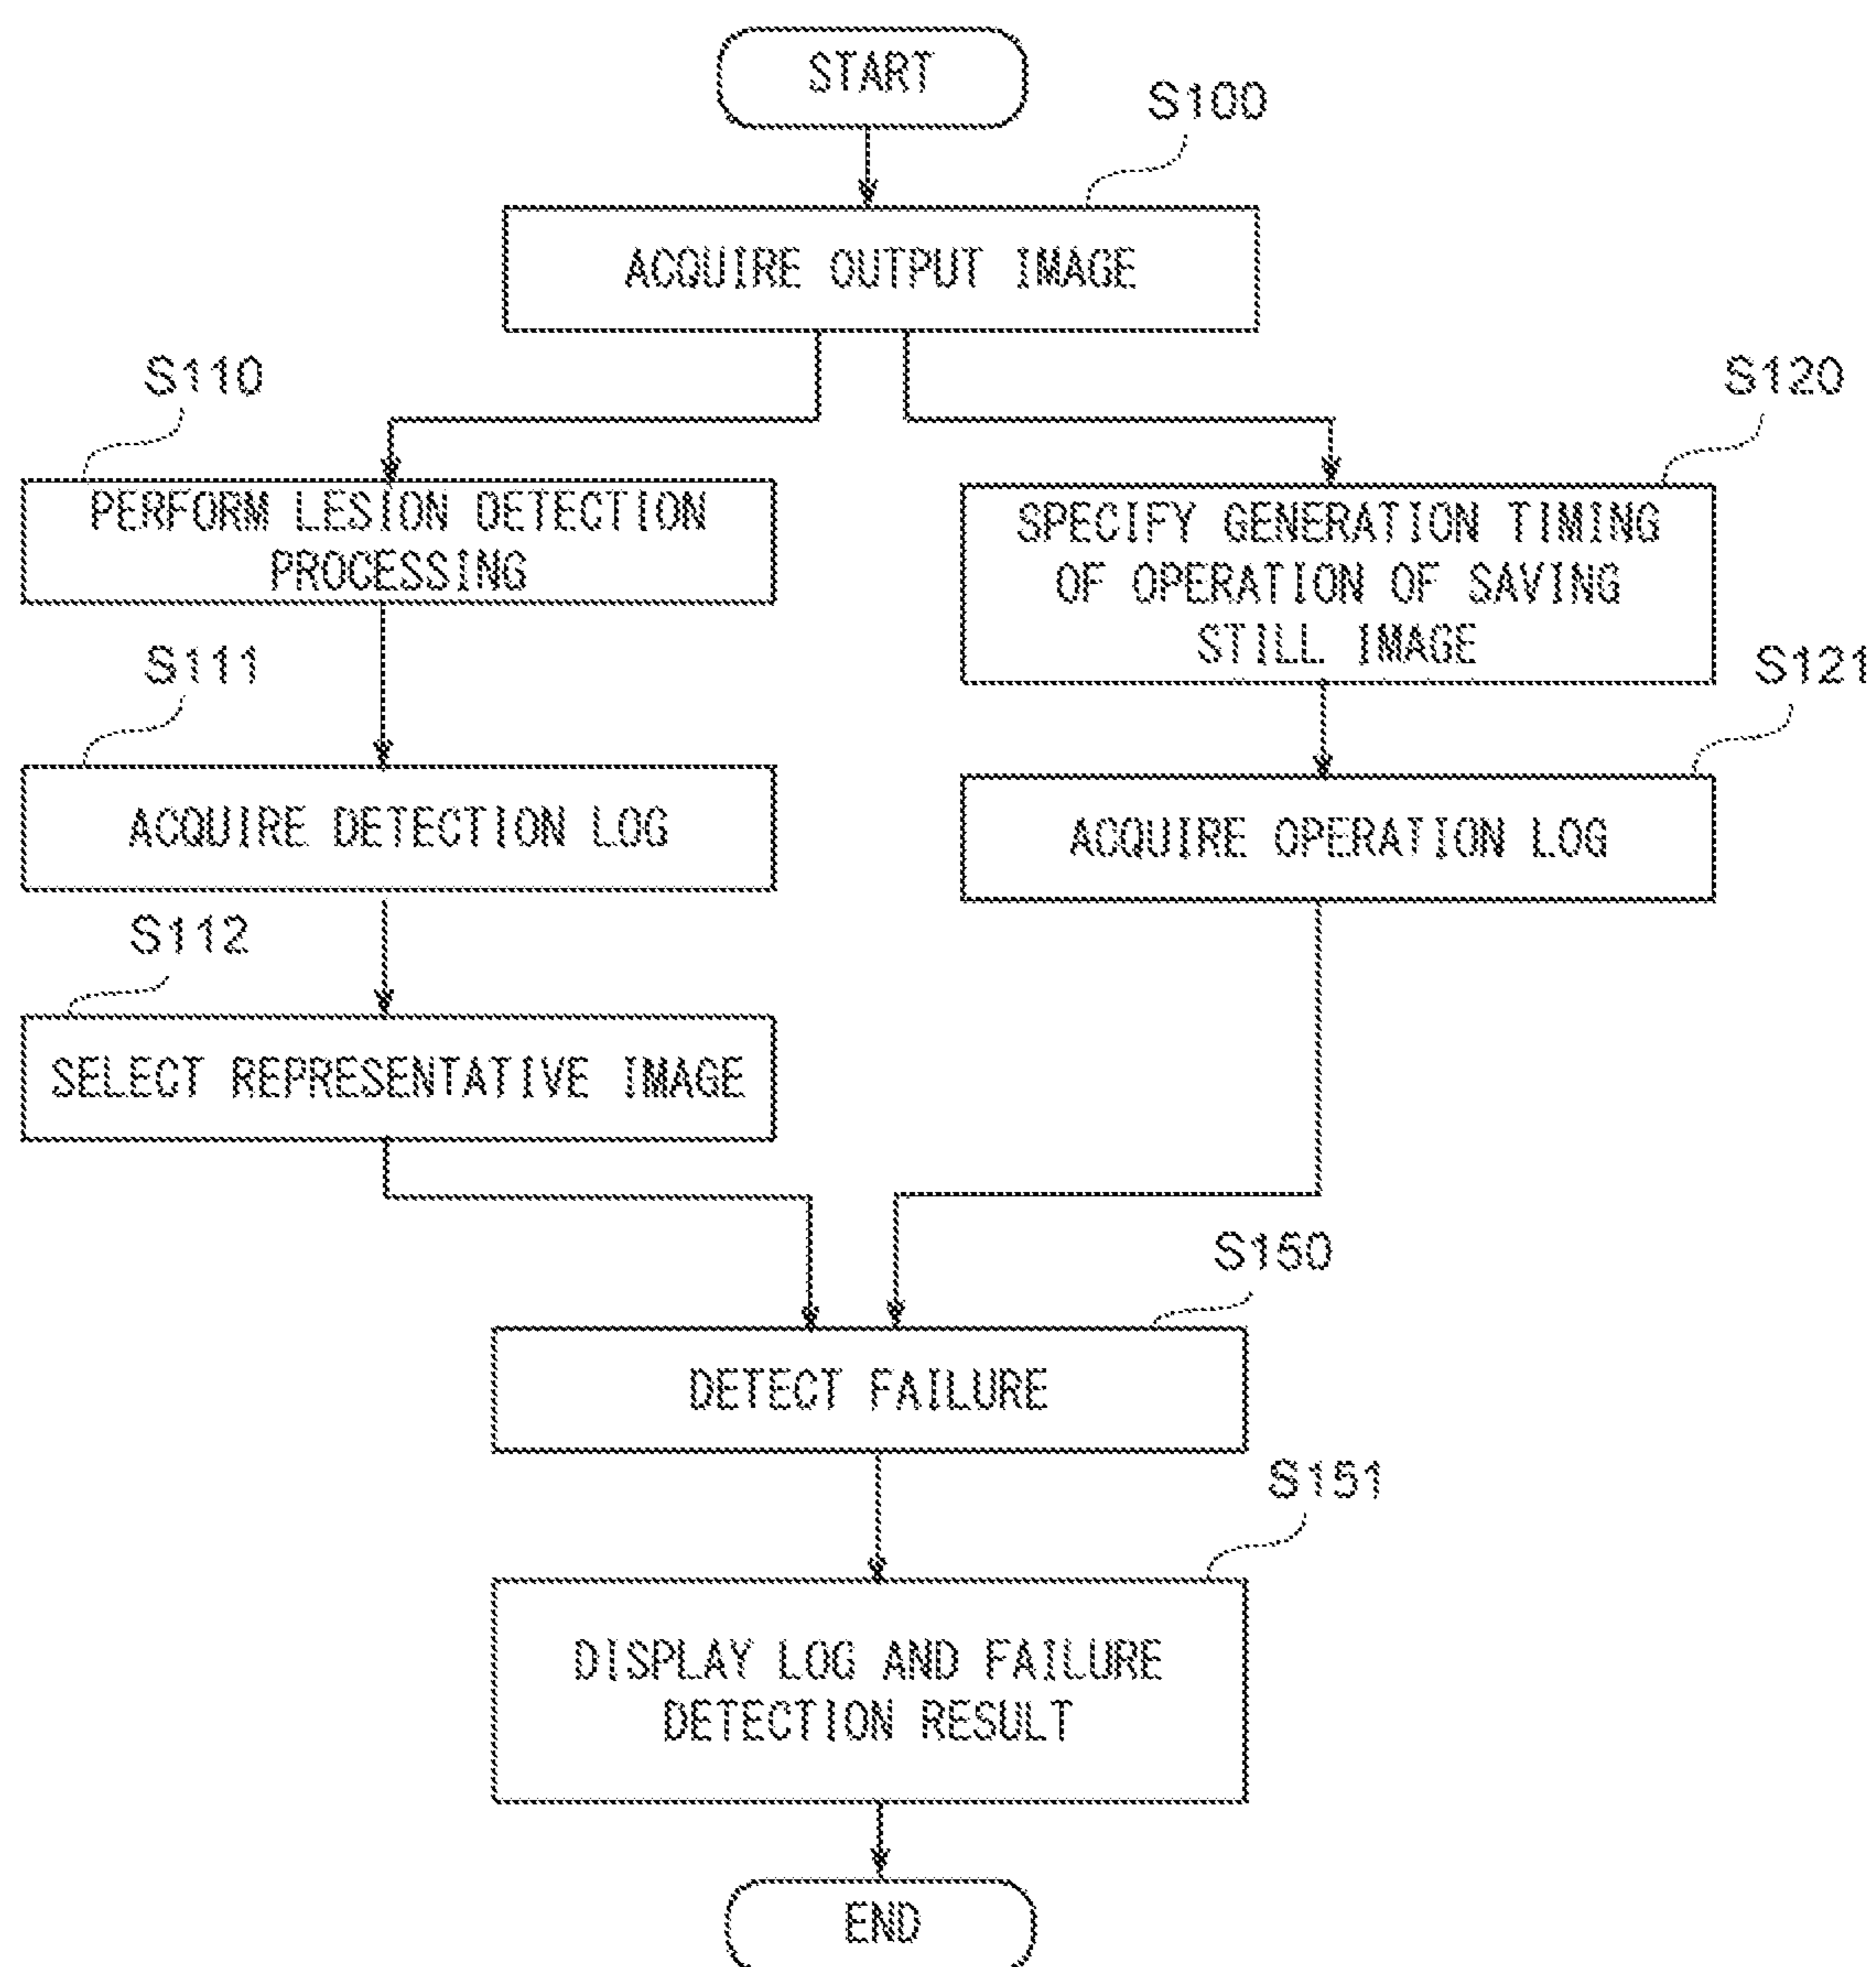 START
S100
ACQUIRE OUTPUT IMAGE
S110
PERFORM LESION DETECTION
PROCESSING
S120
SPECIFY GENERATION TIMING
OF OPERATION OF SAVING
STILL IMAGE
S111
ACQUIRE DETECTION LOG
S121
ACQUIRE OPERATION LOG
S112
SELECT REPRESENTATIVE IMAGE
S150
DETECT FAILURE
S151
DISPLAY LOG AND FAILURE
DETECTION RESULT
END